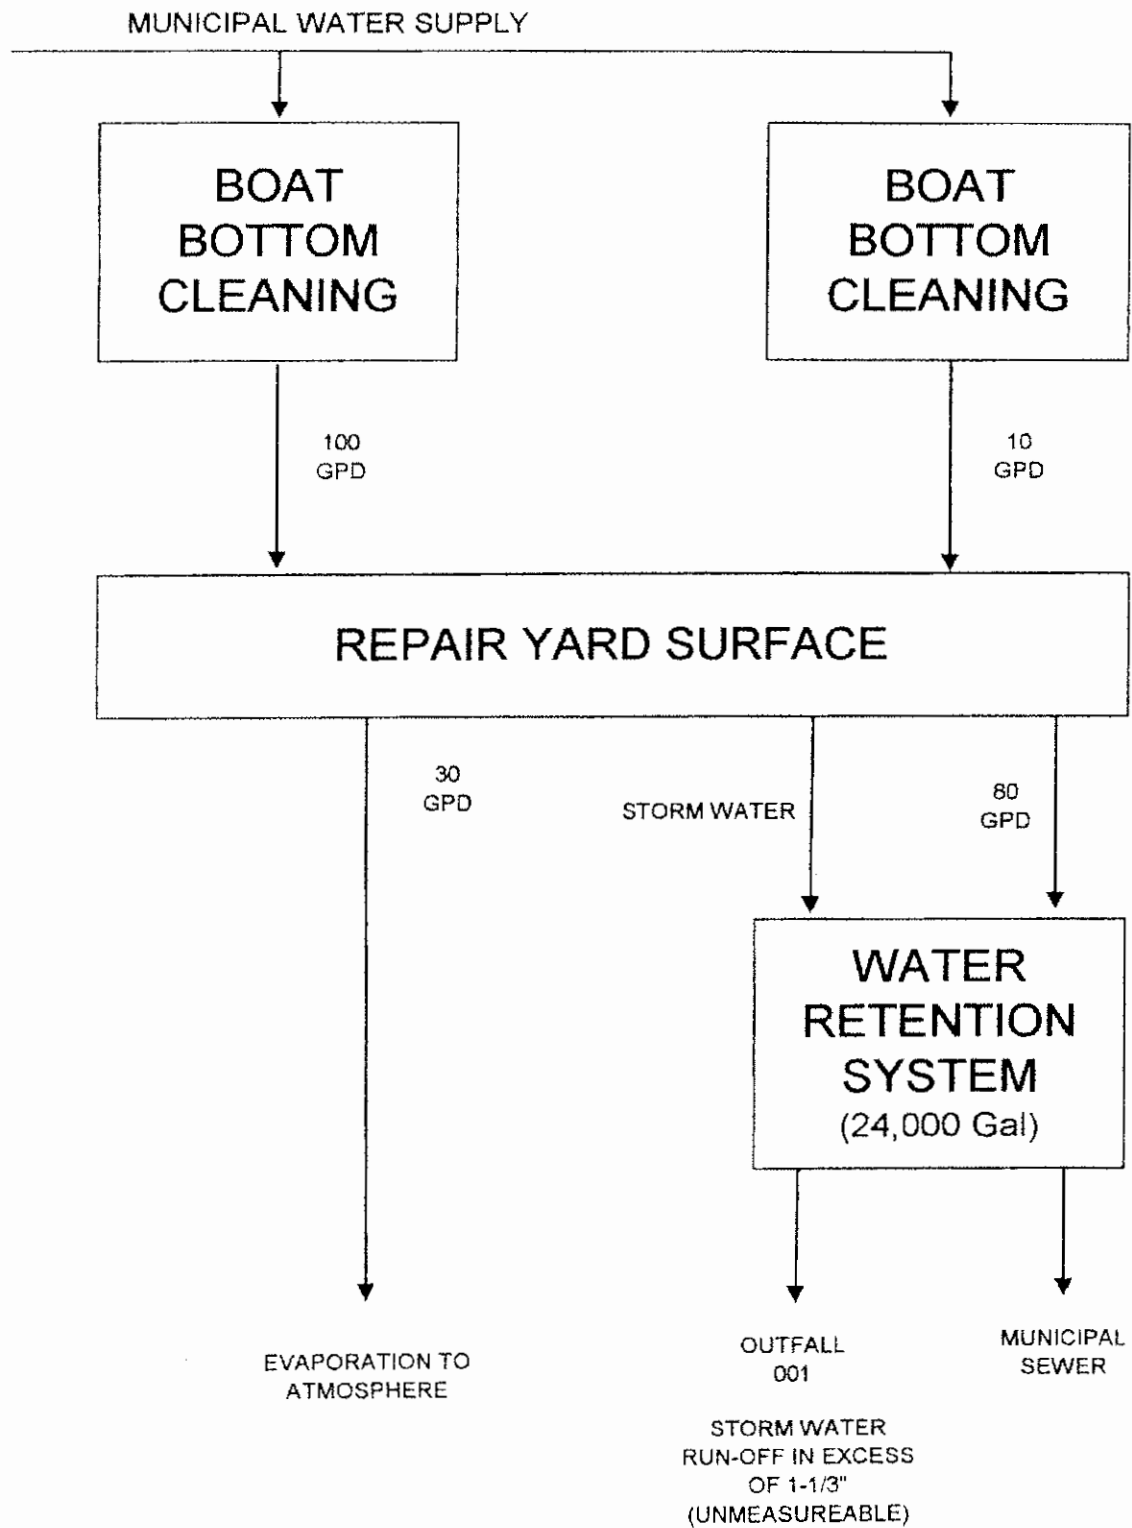 MUNICIPAL WATER SUPPLY
BOAT
BOTTOM
CLEANING
BOAT
BOTTOM
CLEANING
100
GPD
10
GPD
REPAIR YARD SURFACE
30
GPD
STORM WATER
80
GPD
WATER
RETENTION
SYSTEM
(24,000 Gal)
EVAPORATION TO
ATMOSPHERE
OUTFALL
001
MUNICIPAL
SEWER
STORM WATER
RUN-OFF IN EXCESS
OF 1-1/3"
(UNMEASUREABLE)